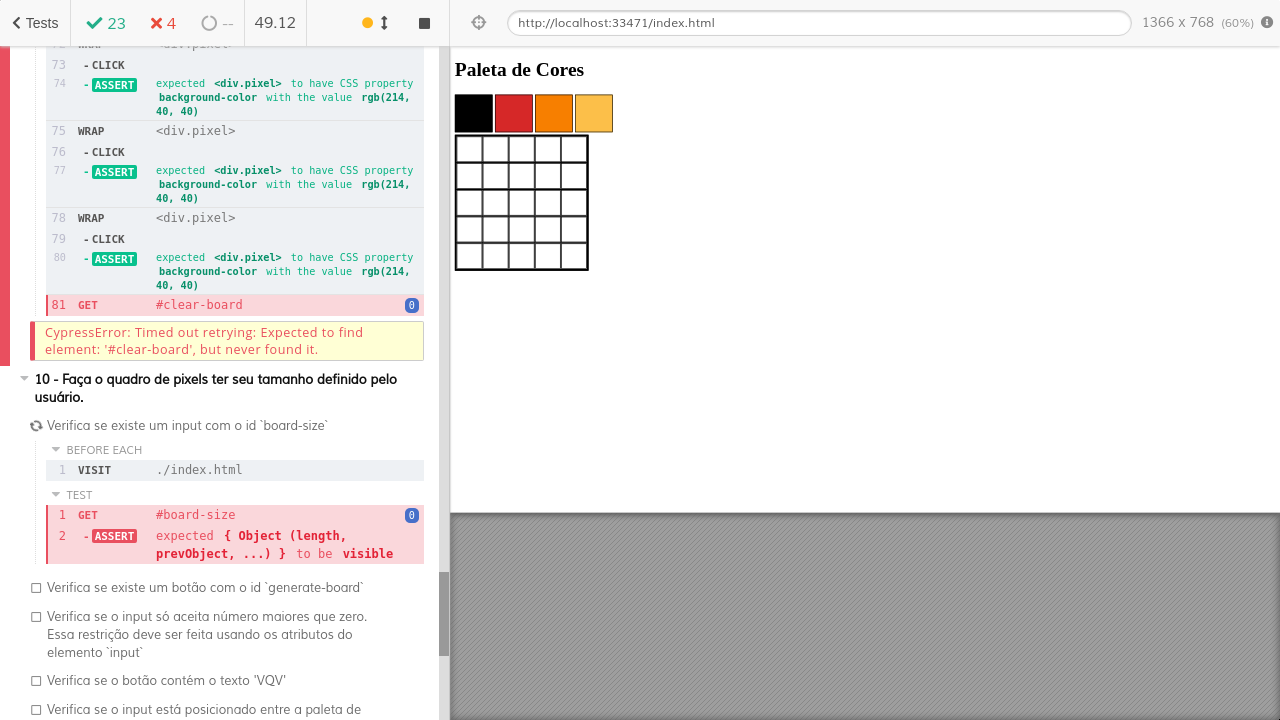 Tests 23 4 -- 49.12 http://localhost:33471/index.html 1366 x 768 (60%)
72 WRAP <div.pixel>
73 - CLICK
74 - ASSERT expected <div.pixel> to have CSS property
background-color with the value rgb(214,
40, 40)
75 WRAP <div.pixel>
76 - CLICK
77 - ASSERT expected <div.pixel> to have CSS property
background-color with the value rgb(214,
40, 40)
78 WRAP <div.pixel>
79 - CLICK
80 - ASSERT expected <div.pixel> to have CSS property
background-color with the value rgb(214,
40, 40)
81 GET #clear-board 0
CypressError: Timed out retrying: Expected to find
element: '#clear-board', but never found it.
10 - Faça o quadro de pixels ter seu tamanho definido pelo
usuário.
Verifica se existe um input com o id `board-size`
BEFORE EACH
1 VISIT ./index.html
TEST
1 GET #board-size 0
2 - ASSERT expected { Object (length,
prevObject, ...) } to be visible
Verifica se existe um botão com o id `generate-board`
Verifica se o input só aceita número maiores que zero.
Essa restrição deve ser feita usando os atributos do
elemento `input`
Verifica se o botão contém o texto 'VQV'
Verifica se o input está posicionado entre a paleta de
Paleta de Cores